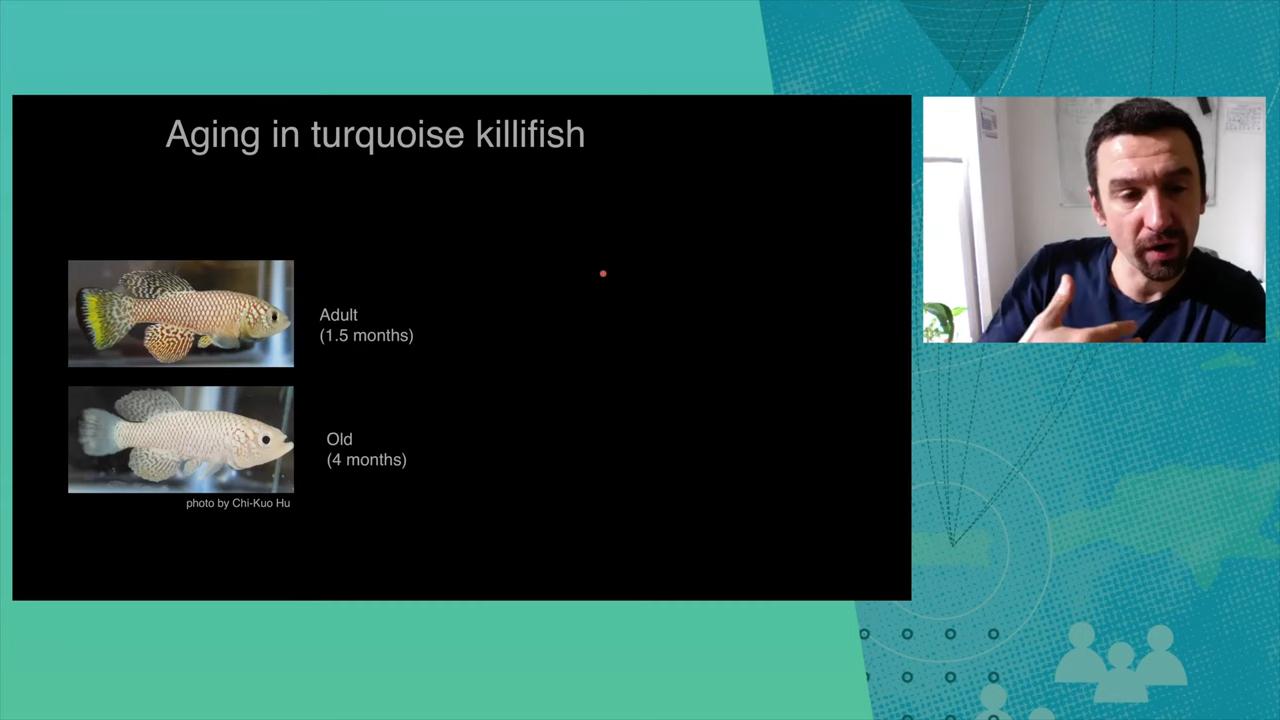 Aging in turquoise killifish
Adult
(1.5 months)
Old
(4 months)
photo by Chi-Kuo Hu